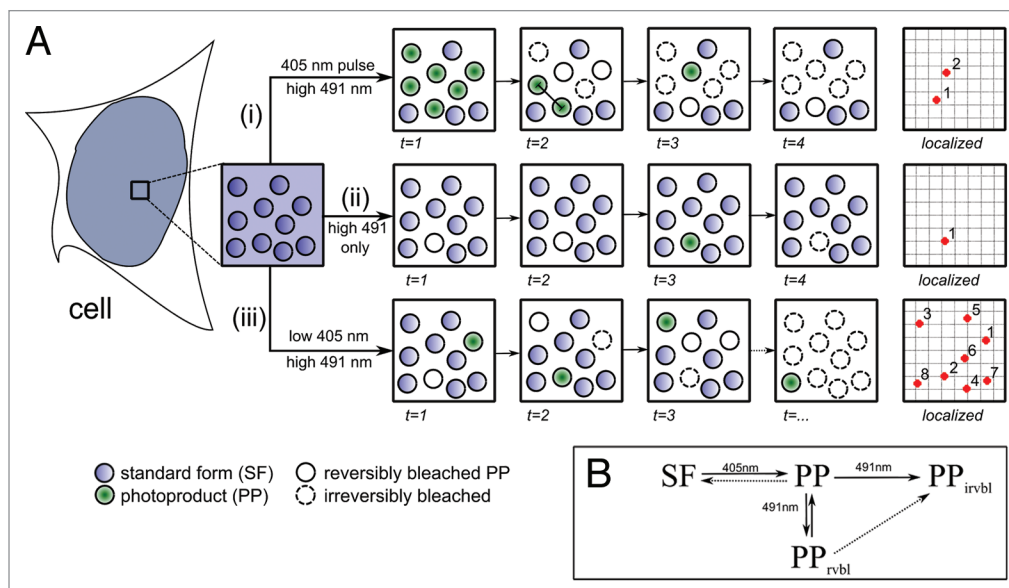 A
405 nm pulse
high 491 nm
(i)
t=1
t=2
t=3
t=4
2
1
localized
(ii)
high 491
only
t=1
t=2
t=3
t=4
1
localized
cell
(iii)
low 405 nm
high 491 nm
t=1
t=2
t=3
t=...
3
5
1
6
8
2
4
7
localized
standard form (SF)
reversibly bleached PP
photoproduct (PP)
irreversibly bleached
B
SF 405nm PP 491nm PPirvbl
491nm
PPrvbl